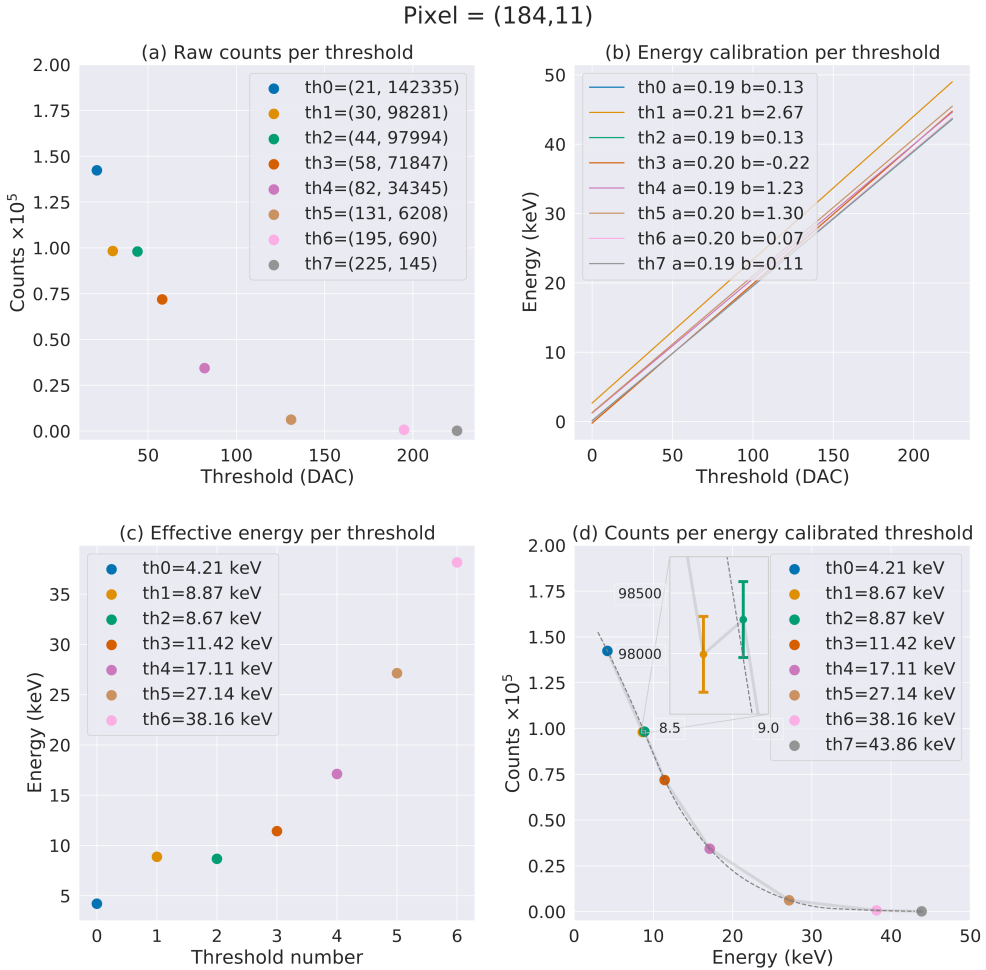 Pixel = (184,11)
(a) Raw counts per threshold
2.00
1.75
1.50
1.25
1.00
0.75
0.50
0.25
0.00
Counts ×10⁵
th0=(21, 142335)
th1=(30, 98281)
th2=(44, 97994)
th3=(58, 71847)
th4=(82, 34345)
th5=(131, 6208)
th6=(195, 690)
th7=(225, 145)
50 100 150 200
Threshold (DAC)
(b) Energy calibration per threshold
50
40
30
20
10
0
Energy (keV)
th0 a=0.19 b=0.13
th1 a=0.21 b=2.67
th2 a=0.19 b=0.13
th3 a=0.20 b=-0.22
th4 a=0.19 b=1.23
th5 a=0.20 b=1.30
th6 a=0.20 b=0.07
th7 a=0.19 b=0.11
0 50 100 150 200
Threshold (DAC)
(c) Effective energy per threshold
35
30
25
20
15
10
5
Energy (keV)
th0=4.21 keV
th1=8.87 keV
th2=8.67 keV
th3=11.42 keV
th4=17.11 keV
th5=27.14 keV
th6=38.16 keV
0 1 2 3 4 5 6
Threshold number
(d) Counts per energy calibrated threshold
2.00
1.75
1.50
1.25
1.00
0.75
0.50
0.25
0.00
Counts ×10⁵
98500
98000
8.5 9.0
th0=4.21 keV
th1=8.67 keV
th2=8.87 keV
th3=11.42 keV
th4=17.11 keV
th5=27.14 keV
th6=38.16 keV
th7=43.86 keV
0 10 20 30 40 50
Energy (keV)